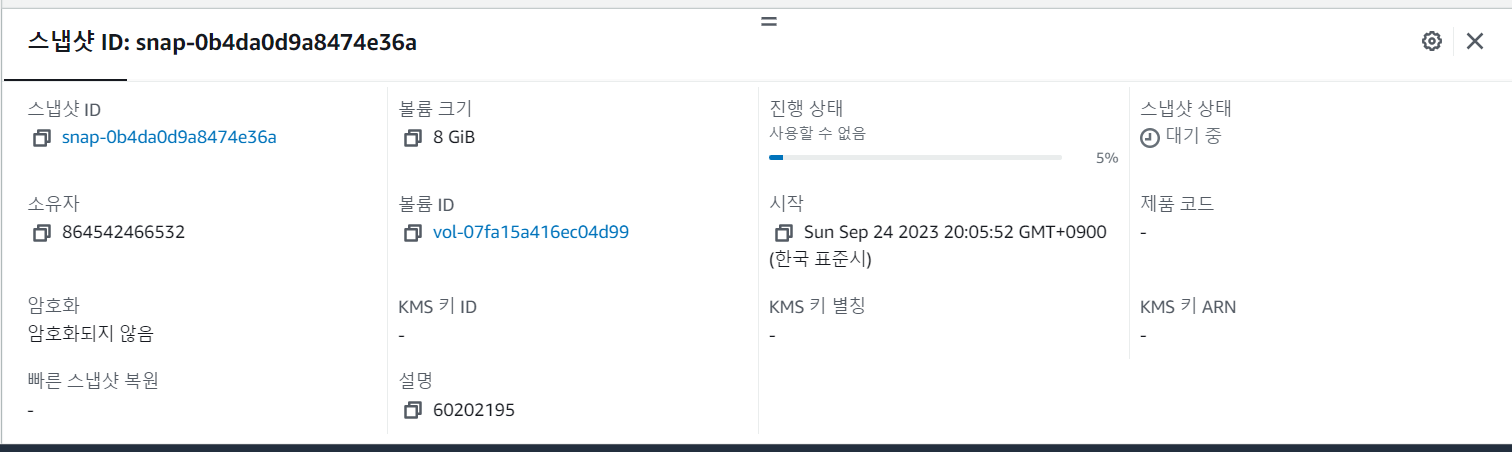 스냅샷 ID: snap-0b4da0d9a8474e36a
스냅샷 ID
snap-0b4da0d9a8474e36a
볼륨 크기
8 GiB
진행 상태
사용할 수 없음
5%
스냅샷 상태
대기 중
소유자
864542466532
볼륨 ID
vol-07fa15a416ec04d99
시작
Sun Sep 24 2023 20:05:52 GMT+0900
(한국 표준시)
제품 코드
-
암호화
암호화되지 않음
KMS 키 ID
-
KMS 키 별칭
-
KMS 키 ARN
-
빠른 스냅샷 복원
-
설명
60202195